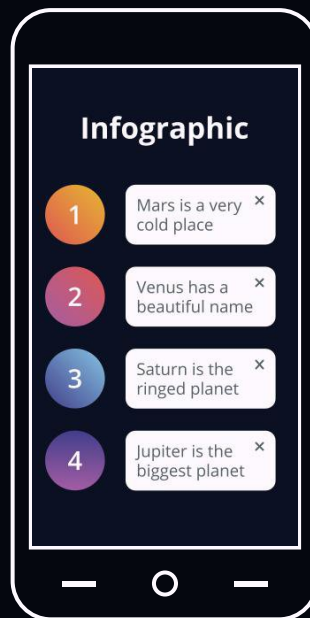 Infographic
1
Mars is a very
cold place
2
Venus has a
beautiful name
3
Saturn is the
ringed planet
4
Jupiter is the
biggest planet